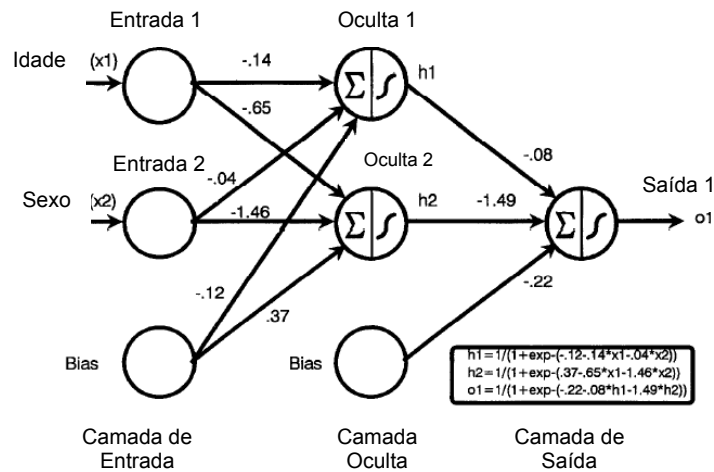 Entrada 1
Oculta 1
Idade
(x1)
-.14
h1
-.65
Entrada 2
-.04
Oculta 2
-.08
Saída 1
Sexo
(x2)
-1.46
h2
-1.49
o1
-.12
.37
-.22
Bias
Bias
h1=1/(1+exp-(-.12-.14*x1-.04*x2))
h2=1/(1+exp-(.37-.65*x1-1.46*x2))
o1=1/(1+exp-(-.22-.08*h1-1.49*h2))
Camada de
Entrada
Camada
Oculta
Camada de
Saída